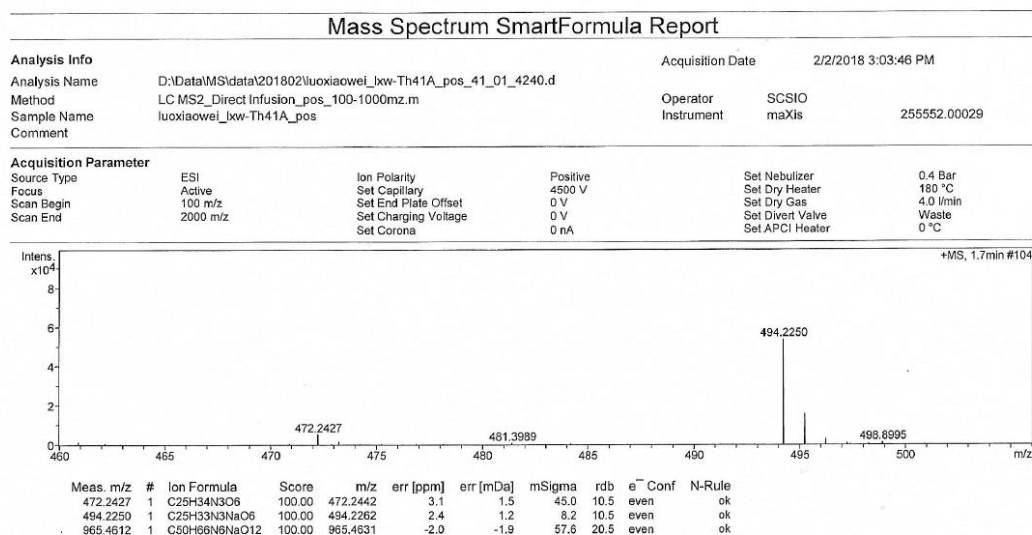 Mass Spectrum SmartFormula Report
Analysis Info
Acquisition Date 2/2/2018 3:03:46 PM
Analysis Name D:\Data\MS\data\201802\luoxiaowei_lxw-Th41A_pos_41_01_4240.d
Method LC MS2_Direct Infusion_pos_100-1000mz.m Operator SCSIO
Sample Name luoxiaowei_lxw-Th41A_pos Instrument maXis 255552.00029
Comment
Acquisition Parameter
Source Type ESI Ion Polarity Positive Set Nebulizer 0.4 Bar
Focus Active Set Capillary 4500 V Set Dry Heater 180 °C
Scan Begin 100 m/z Set End Plate Offset 0 V Set Dry Gas 4.0 l/min
Scan End 2000 m/z Set Charging Voltage 0 V Set Divert Valve Waste
Set Corona 0 nA Set APCI Heater 0 °C
Intens. +MS, 1.7min #104
x10⁴
8
6
494.2250
4
2
472.2427 481.3989 498.8995
0
460 465 470 475 480 485 490 495 500 m/z
Meas. m/z # Ion Formula Score m/z err [ppm] err [mDa] mSigma rdb e⁻ Conf N-Rule
472.2427 1 C25H34N3O6 100.00 472.2442 3.1 1.5 45.0 10.5 even ok
494.2250 1 C25H33N3NaO6 100.00 494.2262 2.4 1.2 8.2 10.5 even ok
965.4612 1 C50H66N6NaO12 100.00 965.4631 -2.0 -1.9 57.6 20.5 even ok